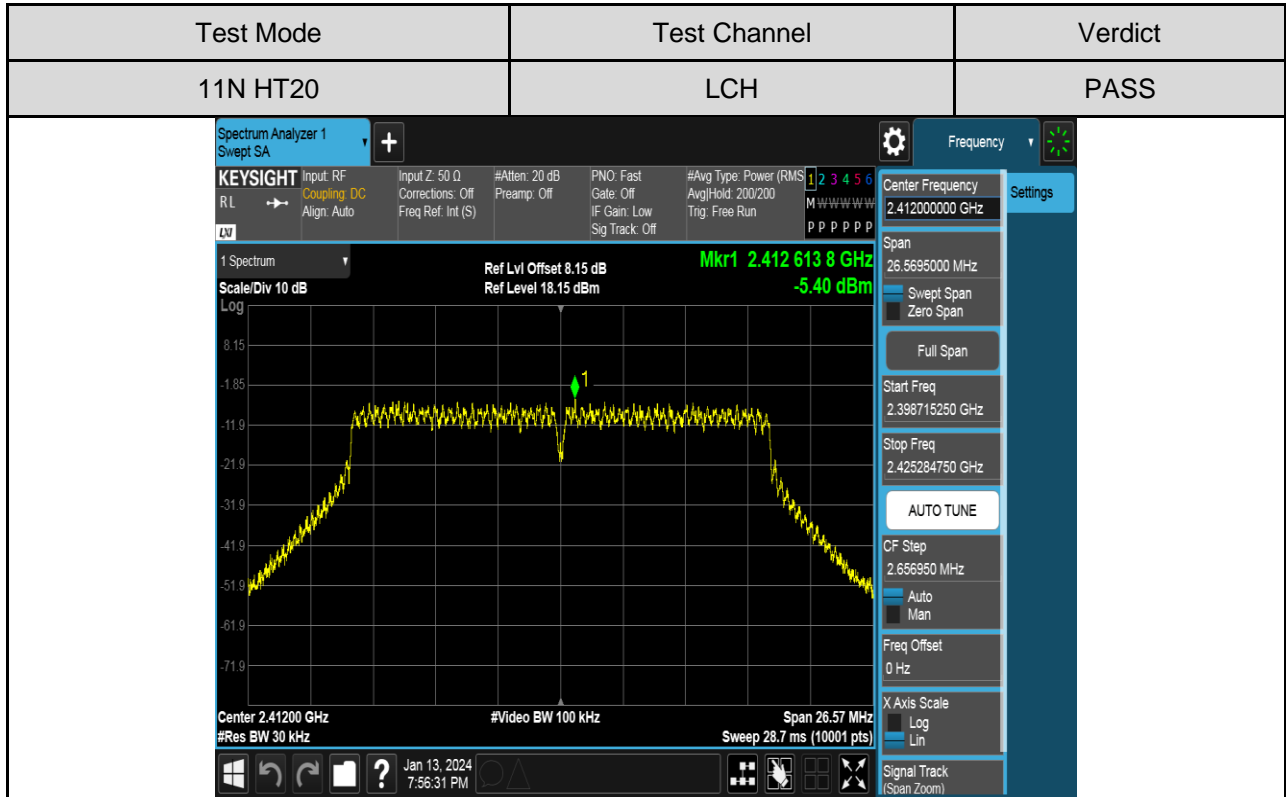 Test Mode Test Channel Verdict
11N HT20 LCH PASS
Spectrum Analyzer 1
Swept SA
+
Frequency
KEYSIGHT
RL
LXI
Input: RF
Coupling: DC
Align: Auto
Input Z: 50 Ω
Corrections: Off
Freq Ref: Int (S)
#Atten: 20 dB
Preamp: Off
PNO: Fast
Gate: Off
IF Gain: Low
Sig Track: Off
#Avg Type: Power (RMS
Avg|Hold: 200/200
Trig: Free Run
1 2 3 4 5 6
M W W W W W
P P P P P P
1 Spectrum
Scale/Div 10 dB
Ref Lvl Offset 8.15 dB
Ref Level 18.15 dBm
Mkr1 2.412 613 8 GHz
-5.40 dBm
Log
8.15
-1.85
-11.9
-21.9
-31.9
-41.9
-51.9
-61.9
-71.9
1
Center 2.41200 GHz
#Res BW 30 kHz
#Video BW 100 kHz
Span 26.57 MHz
Sweep 28.7 ms (10001 pts)
?
Jan 13, 2024
7:56:31 PM
Center Frequency
2.412000000 GHz
Span
26.5695000 MHz
Swept Span
Zero Span
Full Span
Start Freq
2.398715250 GHz
Stop Freq
2.425284750 GHz
AUTO TUNE
CF Step
2.656950 MHz
Auto
Man
Freq Offset
0 Hz
X Axis Scale
Log
Lin
Signal Track
(Span Zoom)
Settings